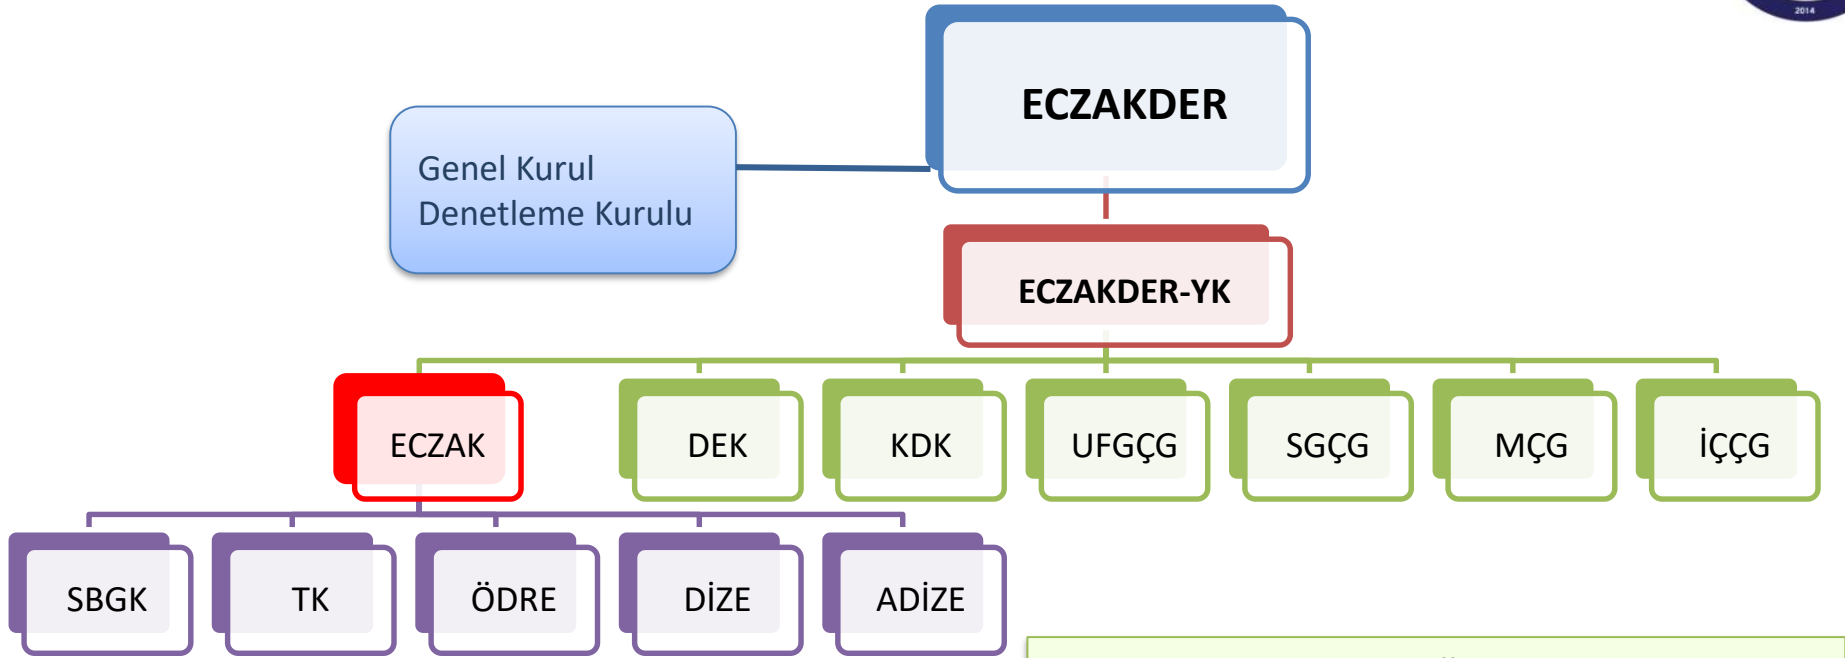 2014
ECZAKDER
Genel Kurul
Denetleme Kurulu
ECZAKDER-YK
ECZAK
DEK
KDK
UFGÇG
SGÇG
MÇG
İÇÇG
SBGK
TK
ÖDRE
DİZE
ADİZE